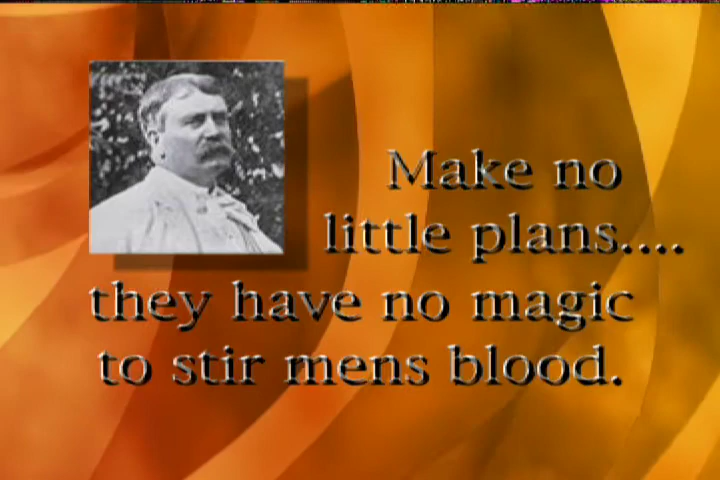 Make no
little plans....
they have no magic
to stir mens blood.